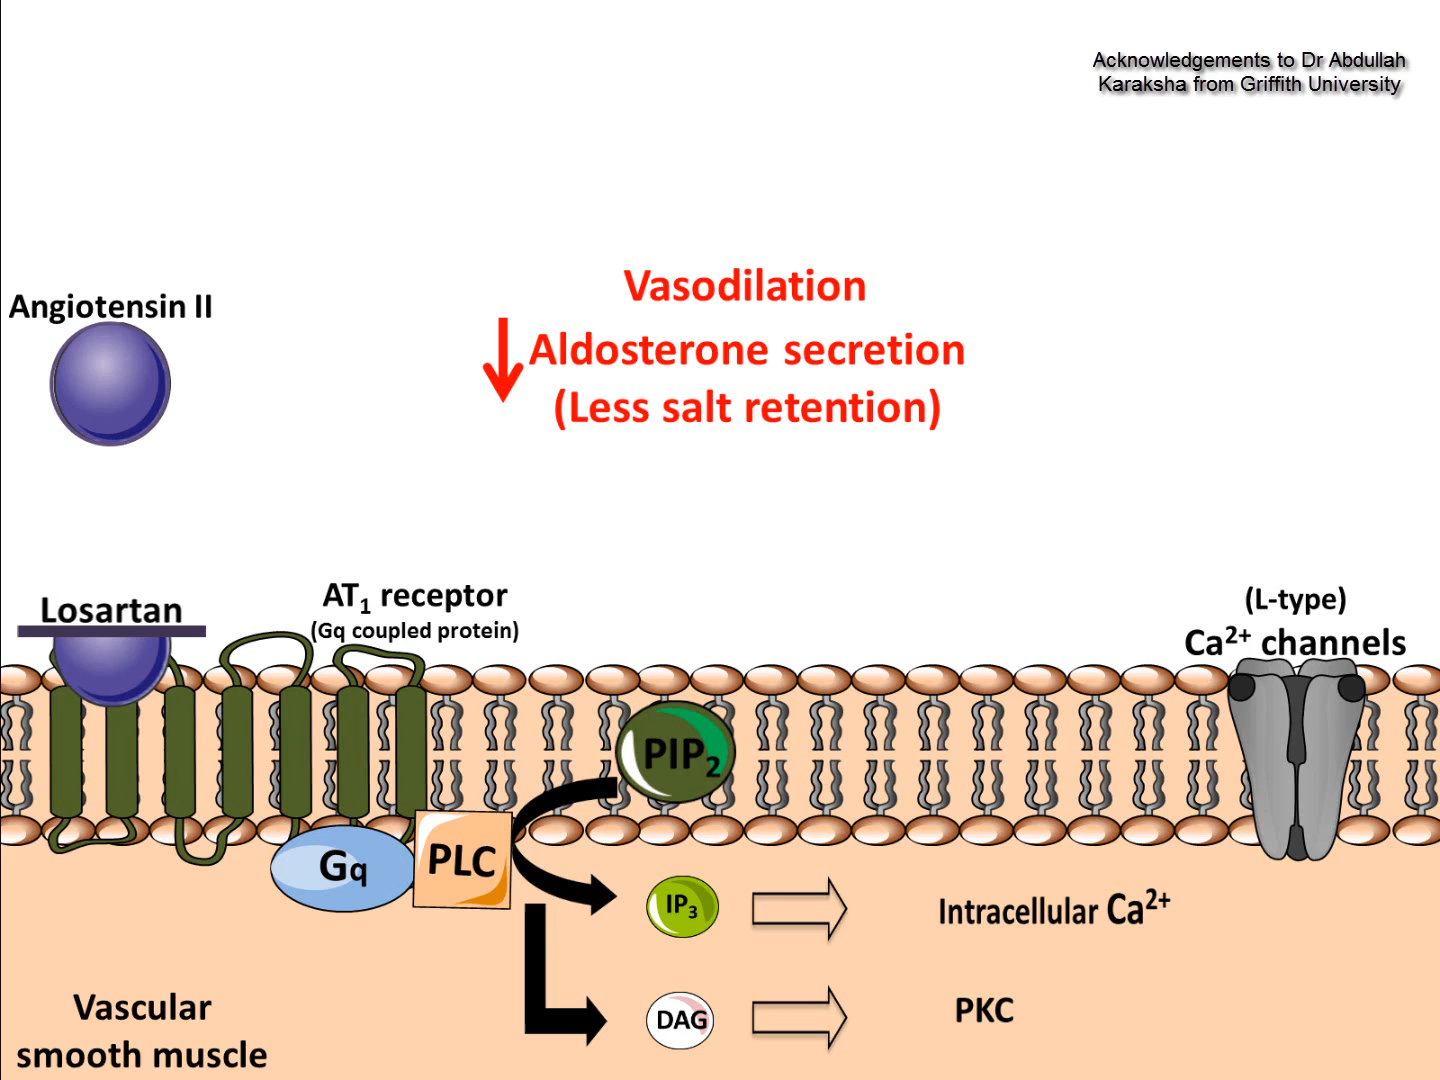 Acknowledgements to Dr Abdullah
Karaksha from Griffith University
Vasodilation
Aldosterone secretion
(Less salt retention)
Angiotensin II
Losartan
AT₁ receptor
(Gq coupled protein)
(L-type)
Ca²⁺ channels
PIP₂
Gq
PLC
IP₃
Intracellular Ca²⁺
DAG
PKC
Vascular
smooth muscle